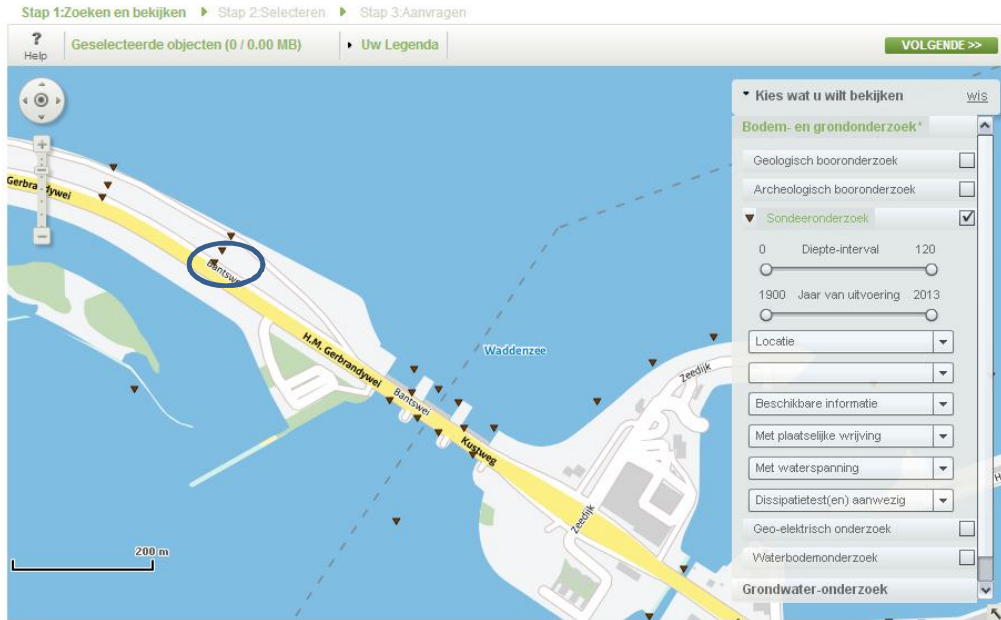 Stap 1:Zoeken en bekijken Stap 2:Selecteren Stap 3:Aanvragen
? Help
Geselecteerde objecten (0 / 0.00 MB)
Uw Legenda
VOLGENDE >>
Kies wat u wilt bekijken wis
Bodem- en grondonderzoek*
Geologisch booronderzoek
Archeologisch booronderzoek
Sondeeronderzoek
0 Diepte-interval 120
1900 Jaar van uitvoering 2013
Locatie
Beschikbare informatie
Met plaatselijke wrijving
Met waterspanning
Dissipatietest(en) aanwezig
Geo-elektrisch onderzoek
Waterbodemonderzoek
Grondwater-onderzoek
Bantswei
H.M. Gerbrandywei
Waddenzee
Zeedijk
Bantswei
Kustweg
Zeedijk
200 m